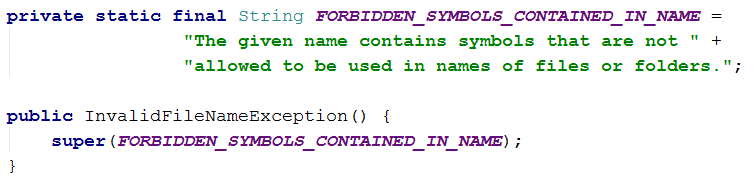 private static final String FORBIDDEN_SYMBOLS_CONTAINED_IN_NAME =
"The given name contains symbols that are not " +
"allowed to be used in names of files or folders.";
public InvalidFileNameException() {
super(FORBIDDEN_SYMBOLS_CONTAINED_IN_NAME);
}